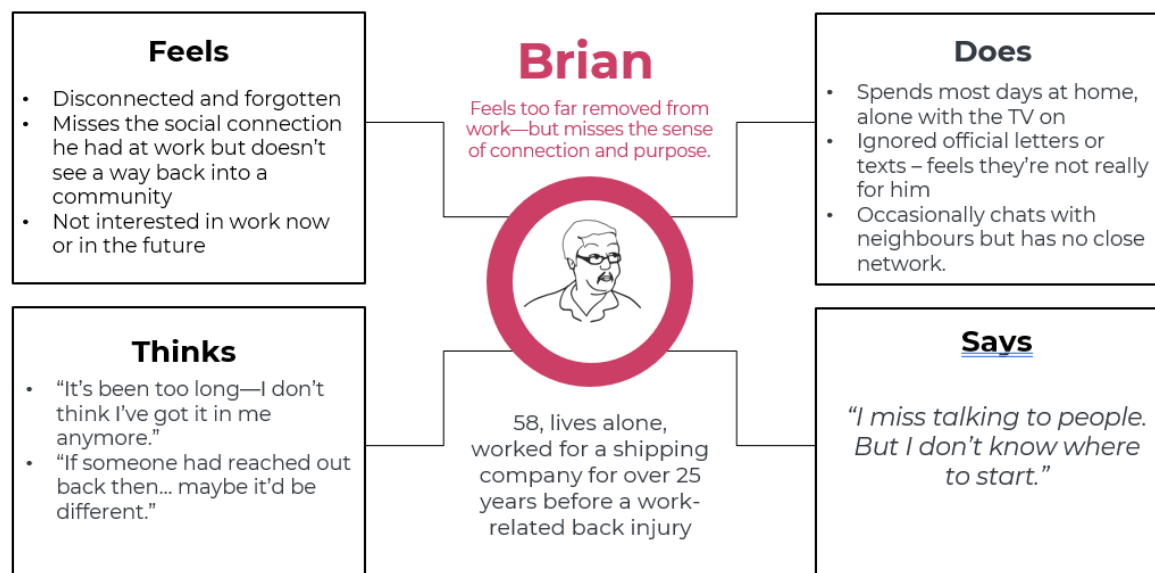 Feels
• Disconnected and forgotten
• Misses the social connection
he had at work but doesn’t
see a way back into a
community
• Not interested in work now
or in the future
Brian
Feels too far removed from
work—but misses the sense
of connection and purpose.
Does
• Spends most days at home,
alone with the TV on
• Ignored official letters or
texts – feels they’re not really
for him
• Occasionally chats with
neighbours but has no close
network.
Thinks
• “It’s been too long—I don’t
think I’ve got it in me
anymore.”
• “If someone had reached out
back then… maybe it’d be
different.”
58, lives alone,
worked for a shipping
company for over 25
years before a work-
related back injury
Says
“I miss talking to people.
But I don’t know where
to start.”